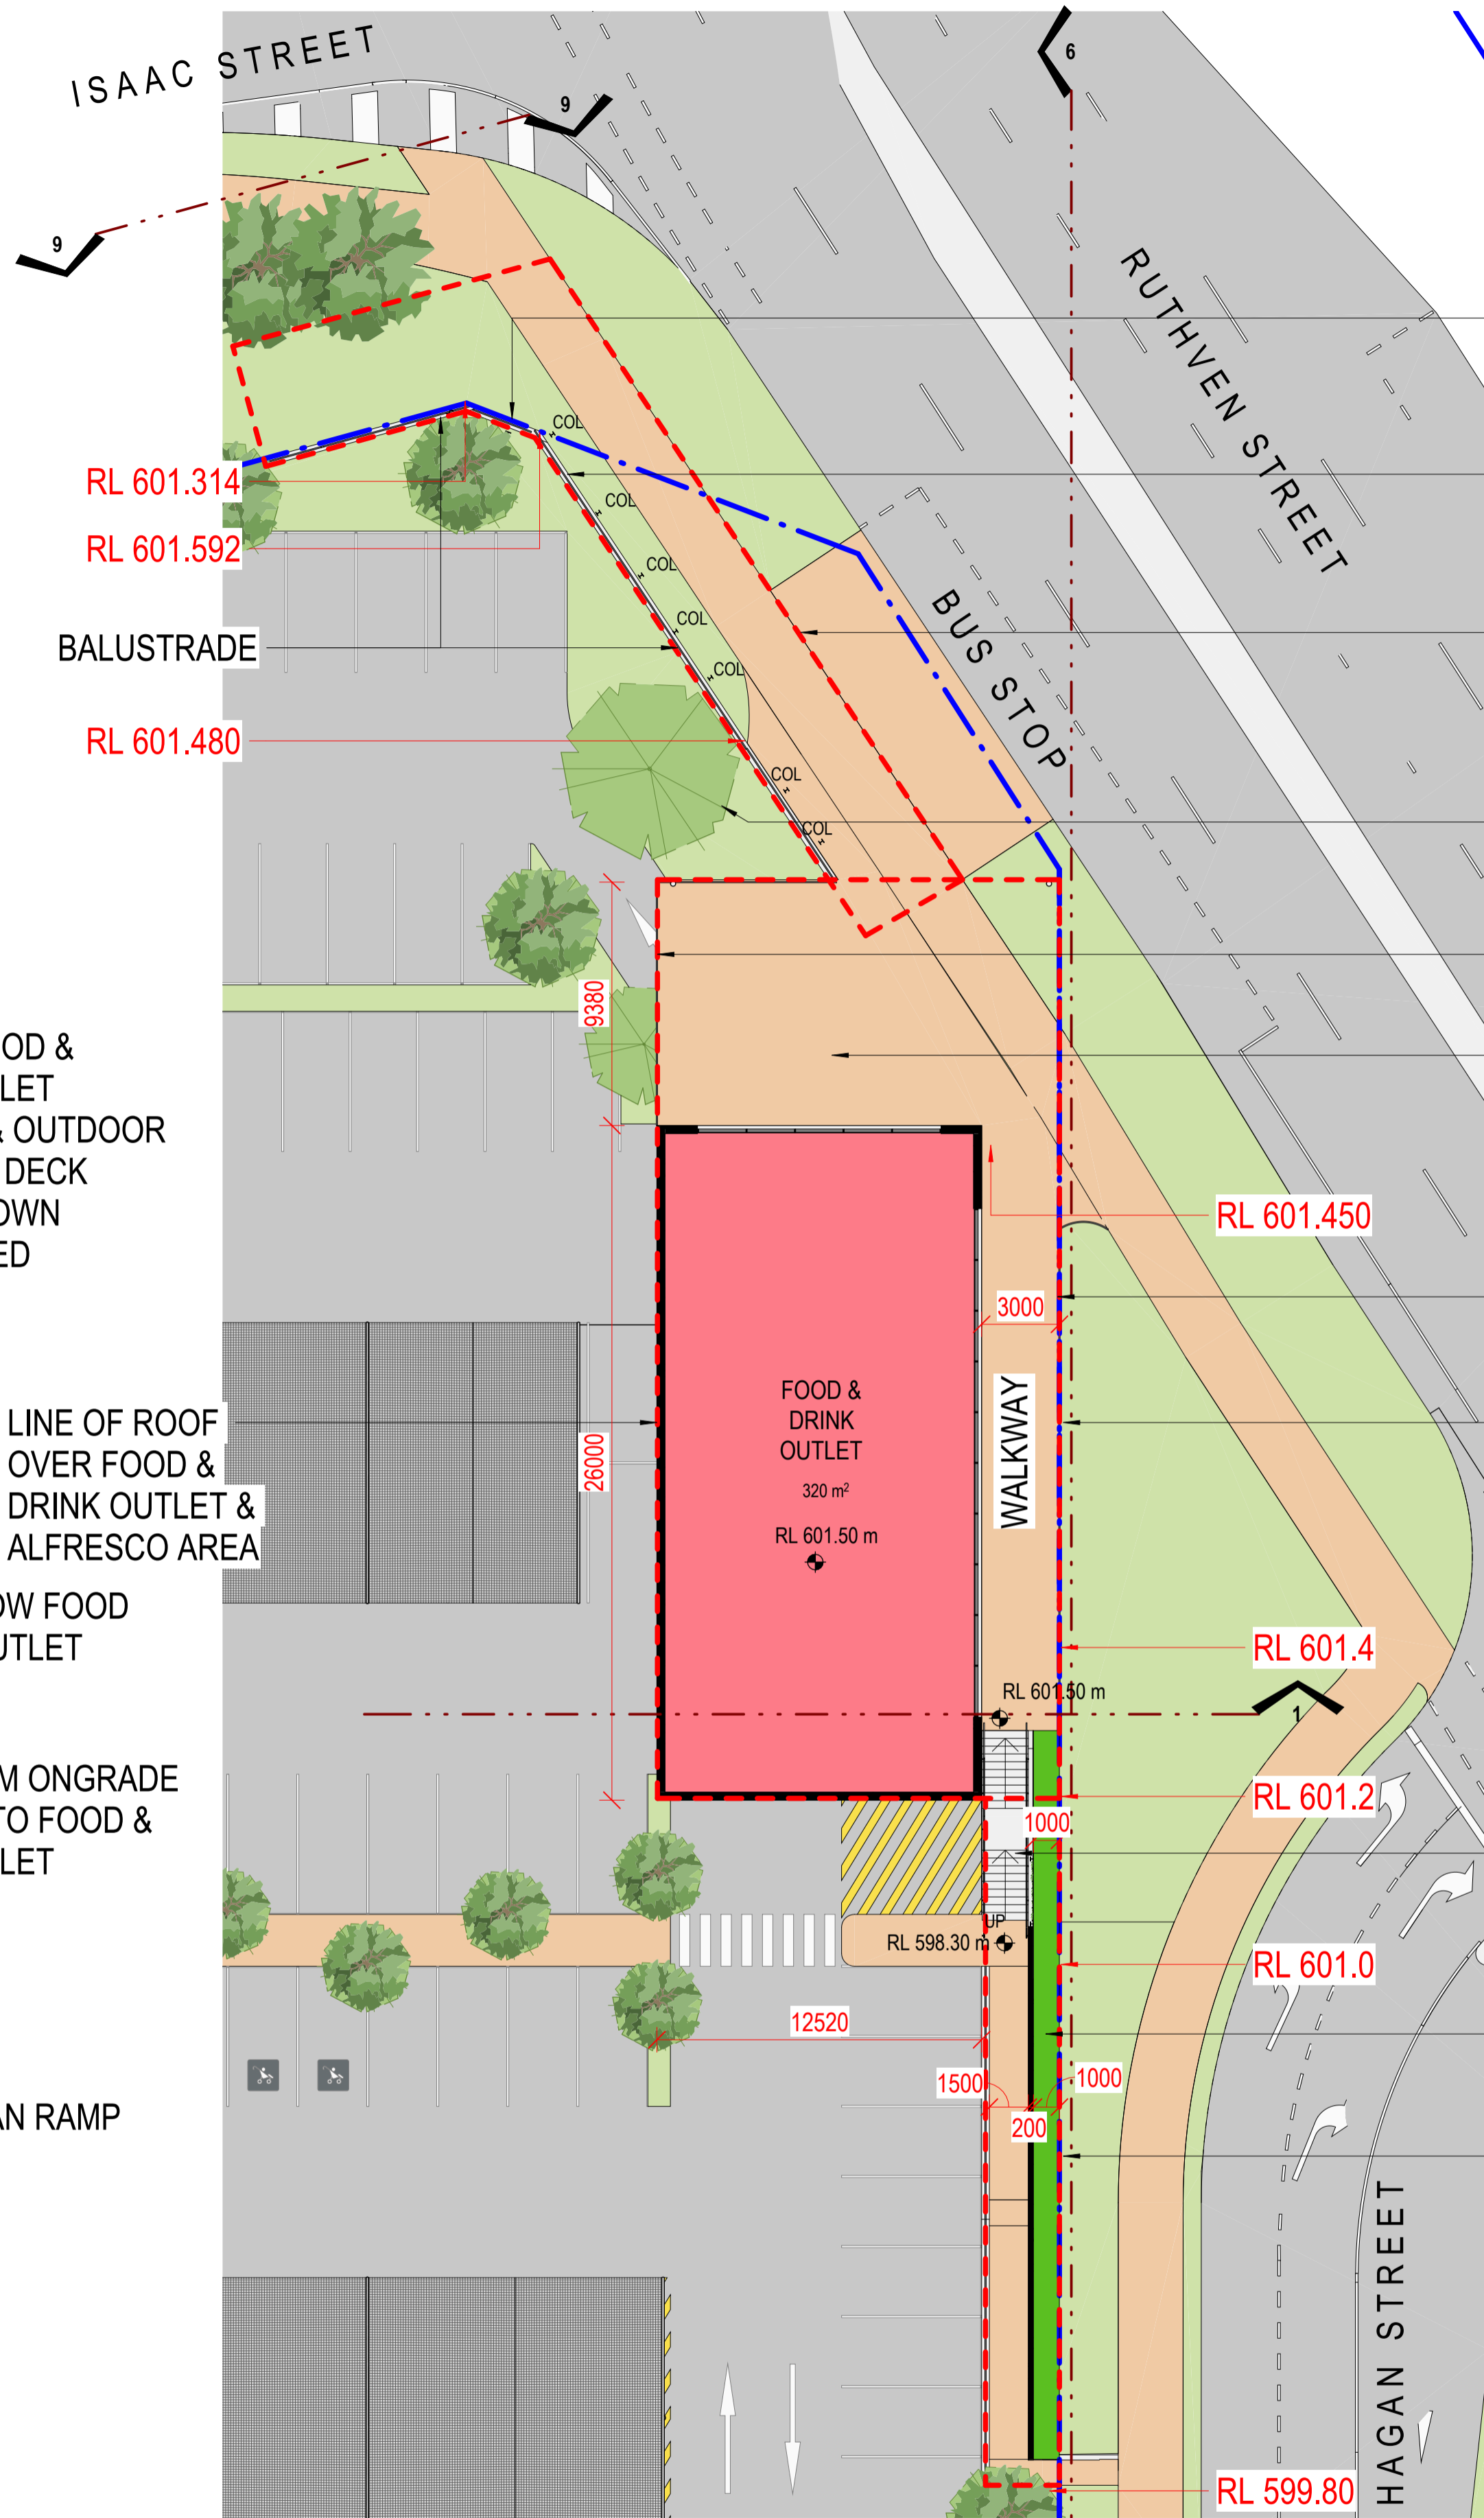 ISAAC STREET
6
9
9
RUTHVEN STREET
COL
RL 601.314
COL
RL 601.592
COL
BUS STOP
COL
BALUSTRADE
COL
RL 601.480
COL
COL
9380
OOD &
LET
& OUTDOOR
DECK
OWN
ED
RL 601.450
3000
FOOD &
DRINK
OUTLET
320 m²
RL 601.50 m
WALKWAY
LINE OF ROOF
OVER FOOD &
DRINK OUTLET &
ALFRESCO AREA
26000
OW FOOD
UTLET
RL 601.4
RL 601.50 m
1
M ONGRADE
TO FOOD &
LET
RL 601.2
1000
UP
RL 598.30 m
RL 601.0
12520
1500
1000
200
AN RAMP
HAGAN STREET
RL 599.80